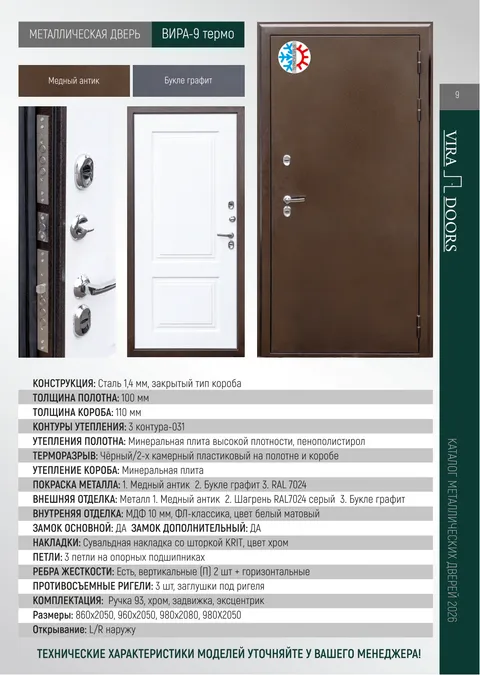 МЕТАЛЛИЧЕСКАЯ ДВЕРЬ
ВИРА-9 термо
Медный антик
Букле графит
9
VIRA DOORS
КАТАЛОГ МЕТАЛЛИЧЕСКИХ ДВЕРЕЙ 2026
КОНСТРУКЦИЯ: Сталь 1,4 мм, закрытый тип короба
ТОЛЩИНА ПОЛОТНА: 100 мм
ТОЛЩИНА КОРОБА: 110 мм
КОНТУРЫ УТЕПЛЕНИЯ: 3 контура-031
УТЕПЛЕНИЯ ПОЛОТНА: Минеральная плита высокой плотности, пенополистирол
ТЕРМОРАЗРЫВ: Чёрный/2-х камерный пластиковый на полотне и коробе
УТЕПЛЕНИЕ КОРОБА: Минеральная плита
ПОКРАСКА МЕТАЛЛА: 1. Медный антик 2. Букле графит 3. RAL 7024
ВНЕШНЯЯ ОТДЕЛКА: Металл 1. Медный антик 2. Шагрень RAL7024 серый 3. Букле графит
ВНУТРЕНЯЯ ОТДЕЛКА: МДФ 10 мм, ФЛ-классика, цвет белый матовый
ЗАМОК ОСНОВНОЙ: ДА ЗАМОК ДОПОЛНИТЕЛЬНЫЙ: ДА
НАКЛАДКИ: Сувальдная накладка со шторкой KRIT, цвет хром
ПЕТЛИ: 3 петли на опорных подшипниках
РЕБРА ЖЕСТКОСТИ: Есть, вертикальные (П) 2 шт + горизонтальные
ПРОТИВОСЪЕМНЫЕ РИГЕЛИ: 3 шт, заглушки под ригеля
КОМПЛЕКТАЦИЯ: Ручка 93, хром, задвижка, эксцентрик
Размеры: 860х2050, 960х2050, 980х2080, 980Х2050
Открывание: L/R наружу
ТЕХНИЧЕСКИЕ ХАРАКТЕРИСТИКИ МОДЕЛЕЙ УТОЧНЯЙТЕ У ВАШЕГО МЕНЕДЖЕРА!